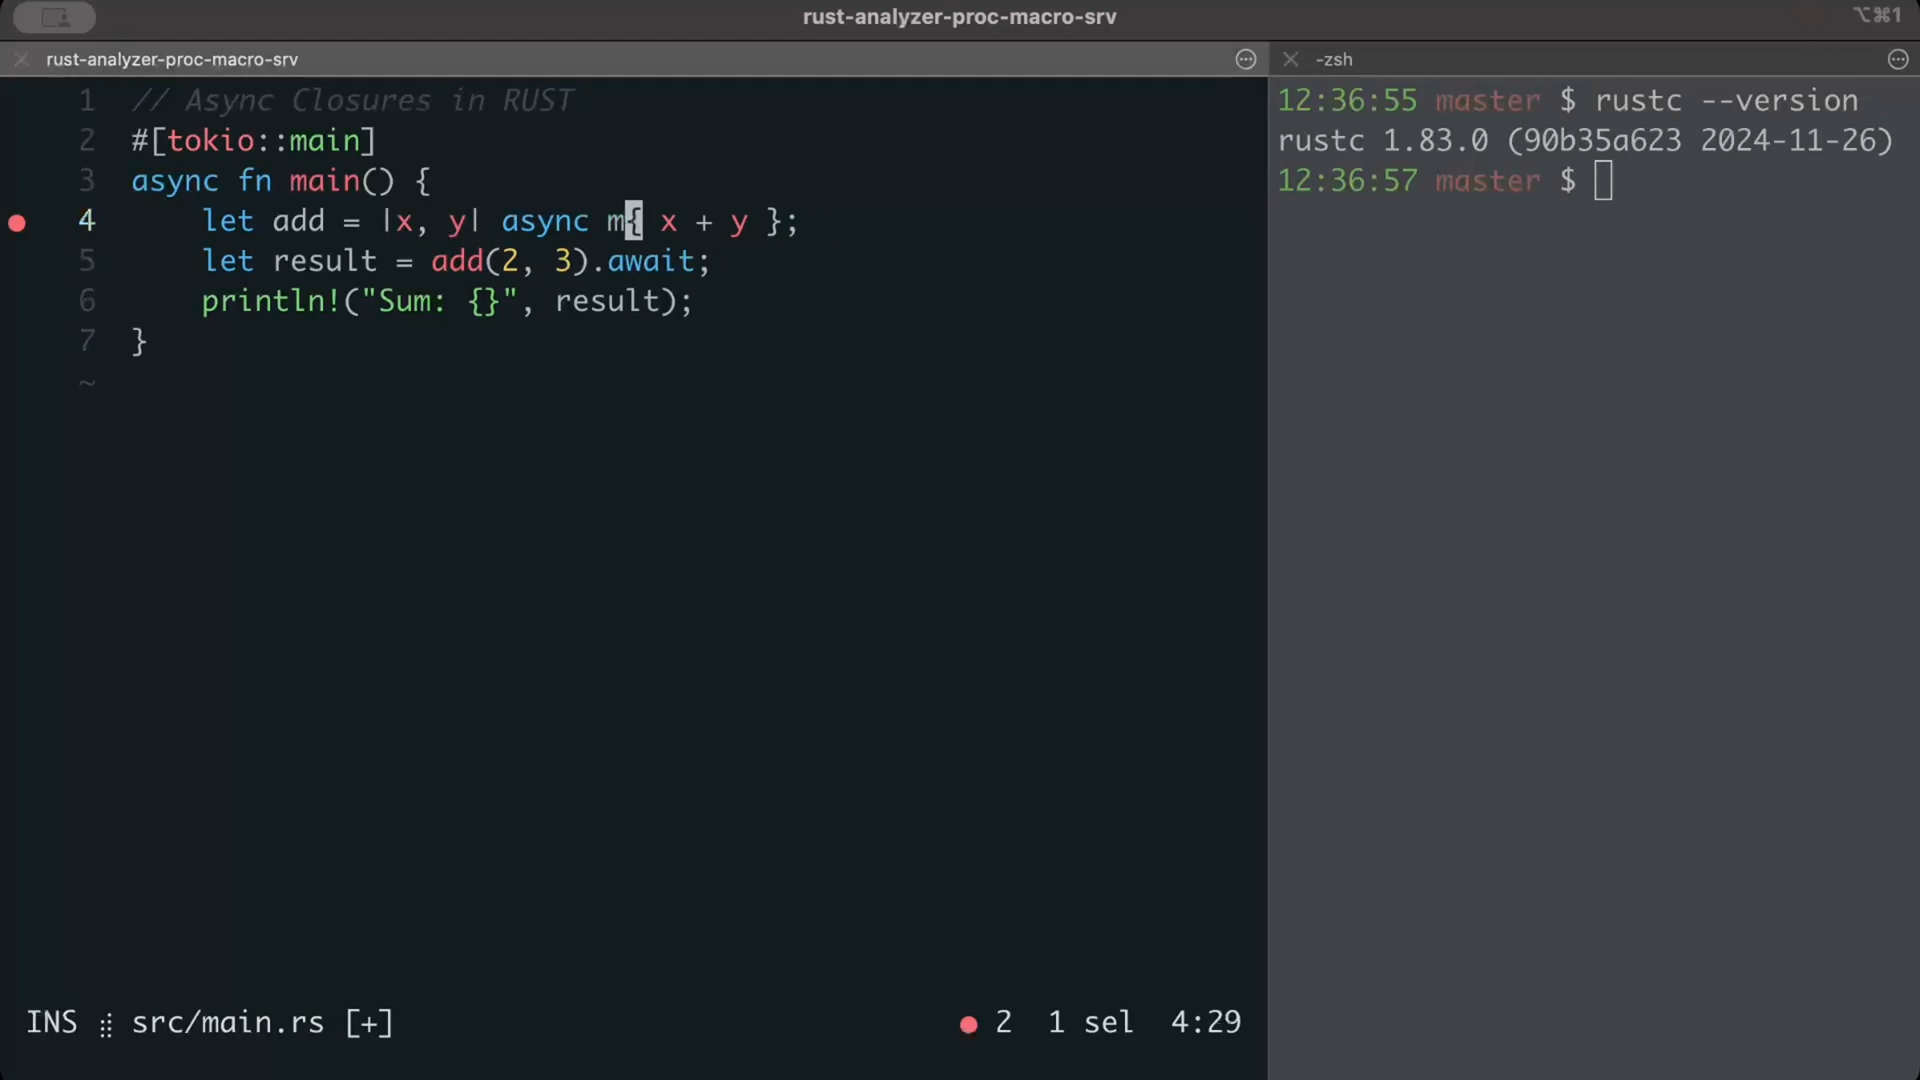 rust-analyzer-proc-macro-srv
⌥⌘1
rust-analyzer-proc-macro-srv
-zsh
1 // Async Closures in RUST
2 #[tokio::main]
3 async fn main() {
4 let add = |x, y| async m{ x + y };
5 let result = add(2, 3).await;
6 println!("Sum: {}", result);
7 }
~
INS ⣾ src/main.rs [+]
● 2 1 sel 4:29
12:36:55 master $ rustc --version
rustc 1.83.0 (90b35a623 2024-11-26)
12:36:57 master $